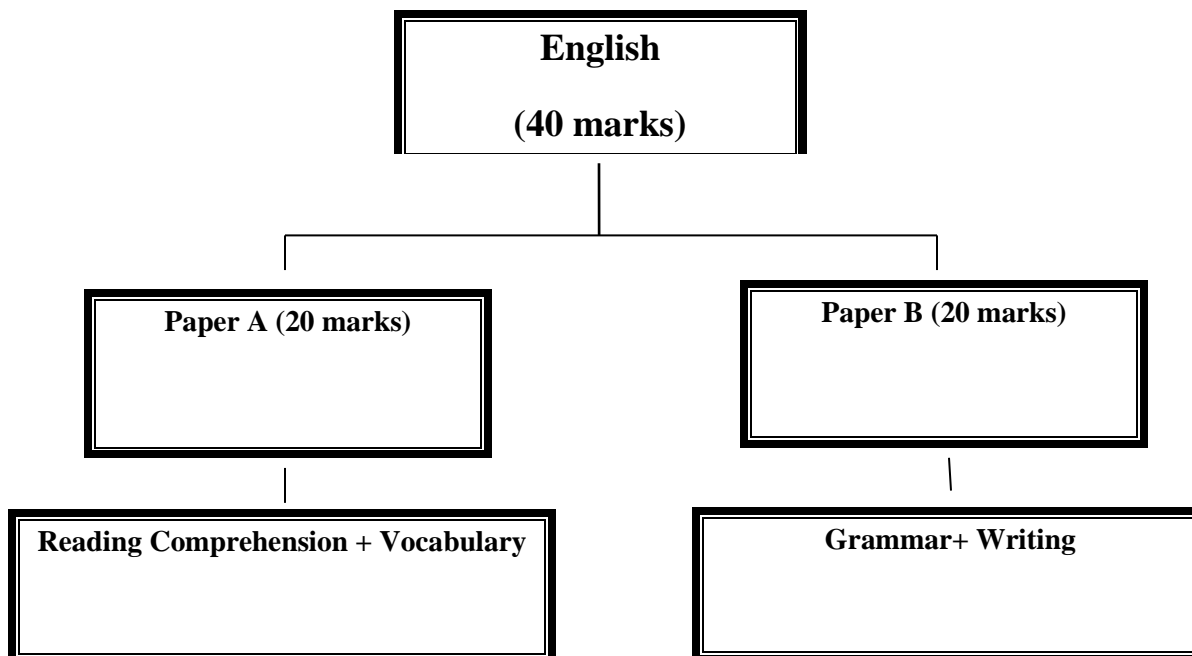 English
(40 marks)
Paper A (20 marks)
Paper B (20 marks)
Reading Comprehension + Vocabulary
Grammar+ Writing